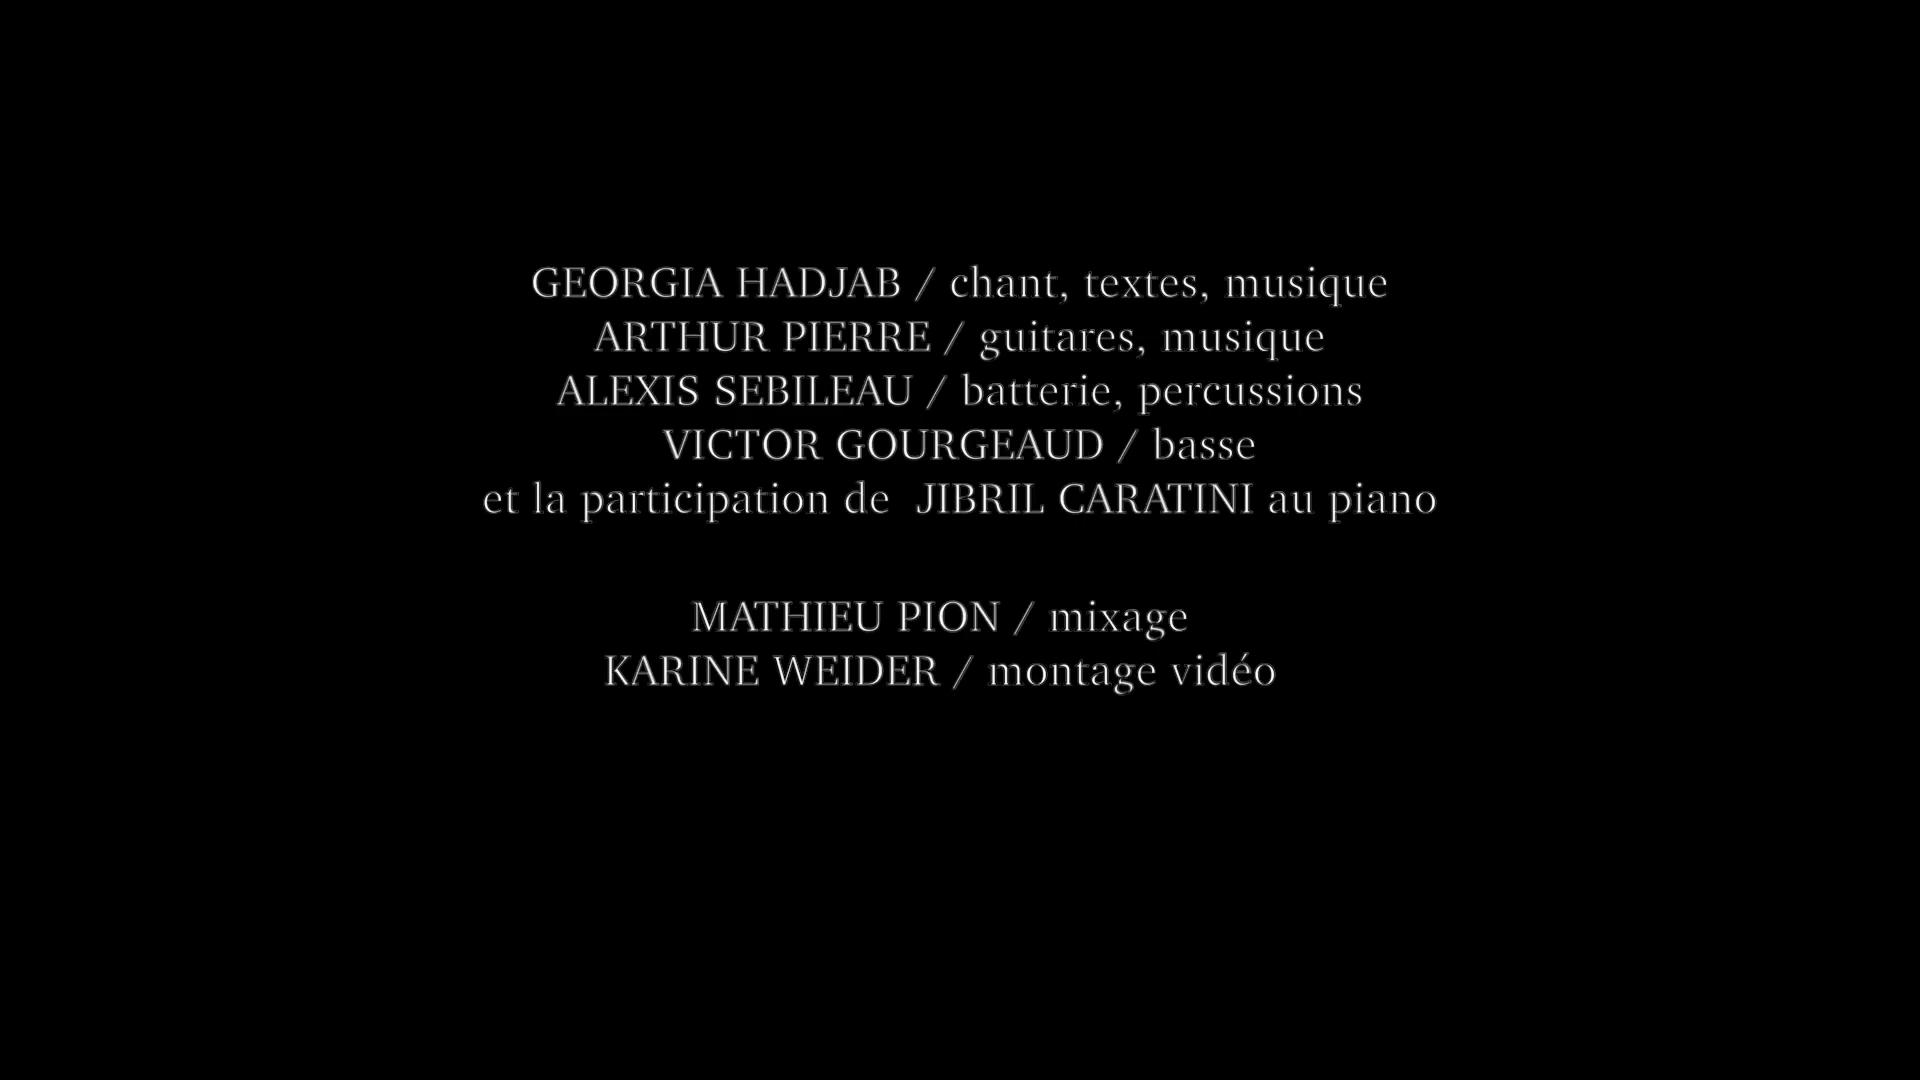 GEORGIA HADJAB / chant, textes, musique
ARTHUR PIERRE / guitares, musique
ALEXIS SEBILEAU / batterie, percussions
VICTOR GOURGEAUD / basse
et la participation de  JIBRIL CARATINI au piano
MATHIEU PION / mixage
KARINE WEIDER / montage vidéo